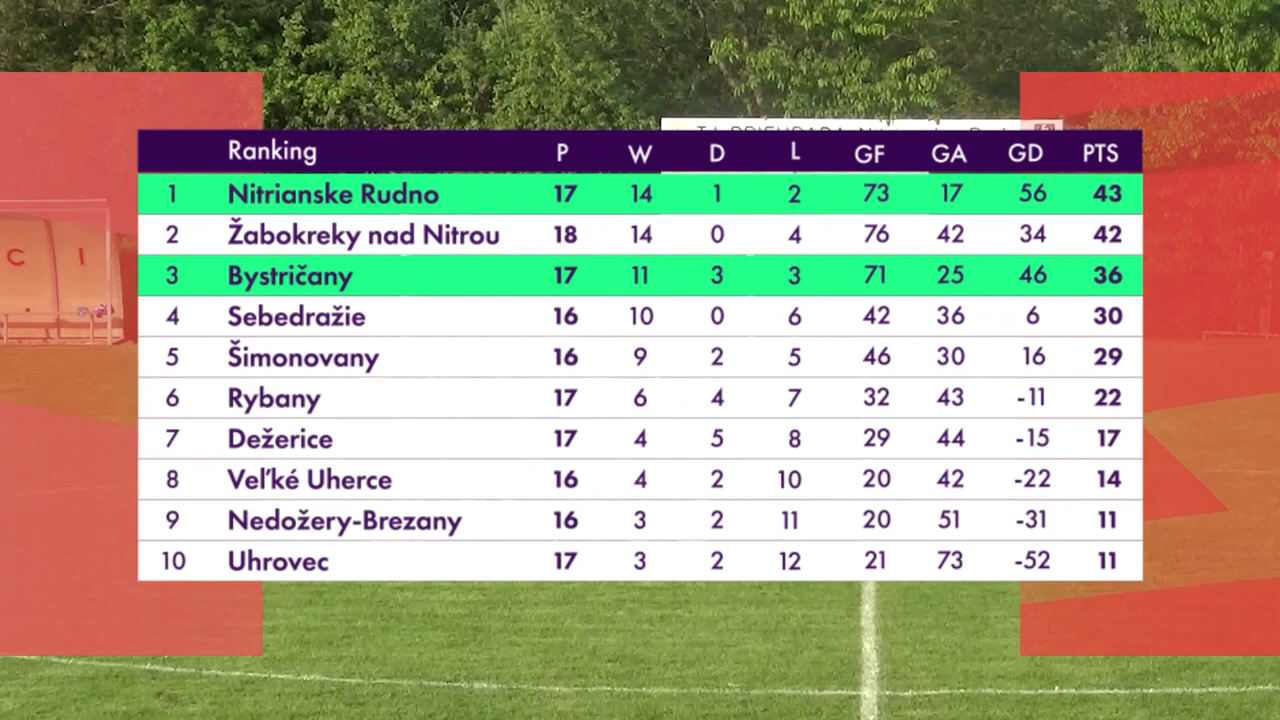 Ranking P W D L GF GA GD PTS
1 Nitrianske Rudno 17 14 1 2 73 17 56 43
2 Žabokreky nad Nitrou 18 14 0 4 76 42 34 42
3 Bystričany 17 11 3 3 71 25 46 36
4 Sebedražie 16 10 0 6 42 36 6 30
5 Šimonovany 16 9 2 5 46 30 16 29
6 Rybany 17 6 4 7 32 43 -11 22
7 Dežerice 17 4 5 8 29 44 -15 17
8 Veľké Uherce 16 4 2 10 20 42 -22 14
9 Nedožery-Brezany 16 3 2 11 20 51 -31 11
10 Uhrovec 17 3 2 12 21 73 -52 11
C I